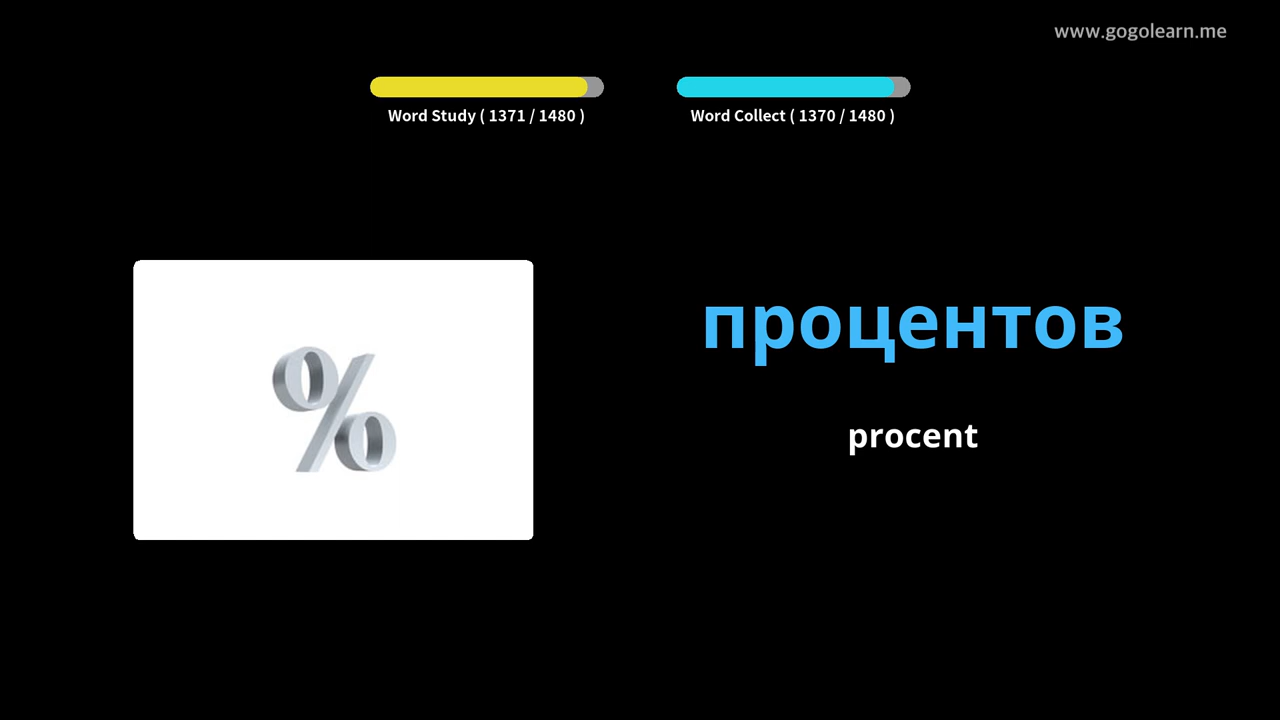 www.gogolearn.me
Word Study ( 1371 / 1480 )
Word Collect ( 1370 / 1480 )
%
процентов
procent